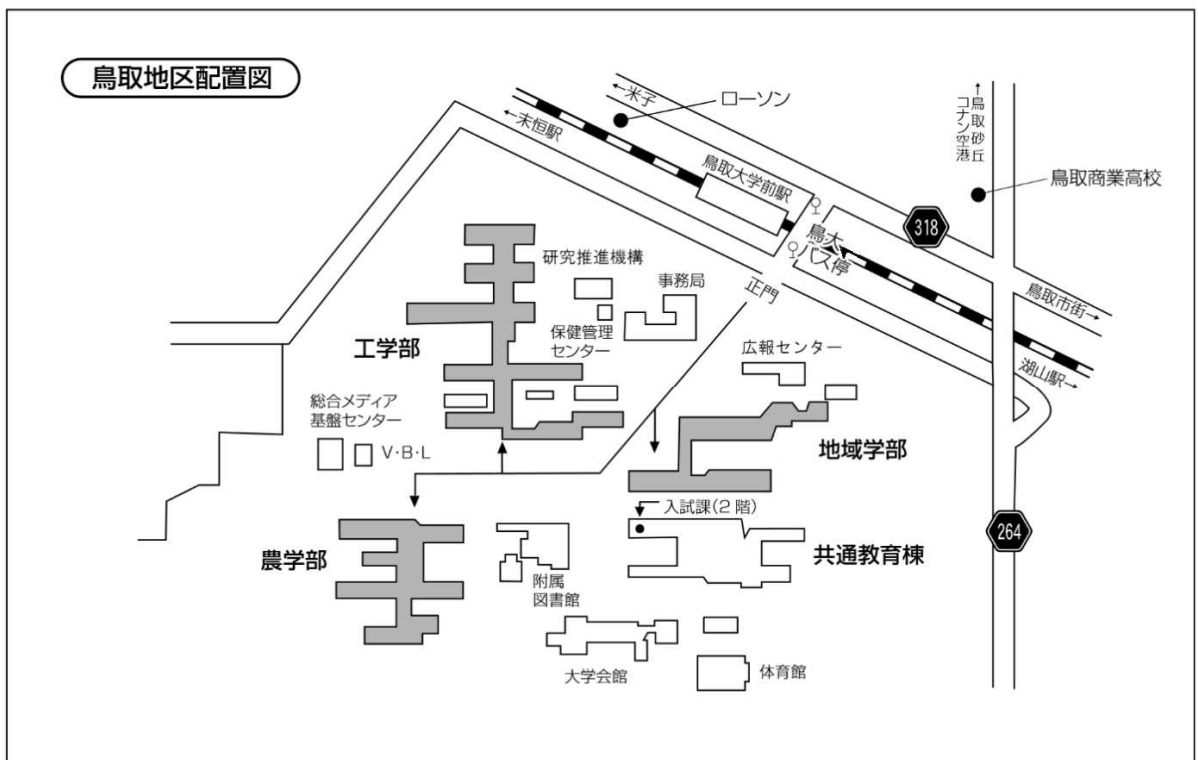 鳥取地区配置図
←米子
ローソン
←末恒駅
鳥取大学前駅
↑鳥取砂丘
コナン空港
鳥取商業高校
318
鳥大
バス停
正門
鳥取市街→
湖山駅→
研究推進機構
事務局
保健管理
センター
工学部
広報センター
総合メディア
基盤センター
V・B・L
地域学部
入試課(2階)
264
農学部
共通教育棟
附属
図書館
大学会館
体育館